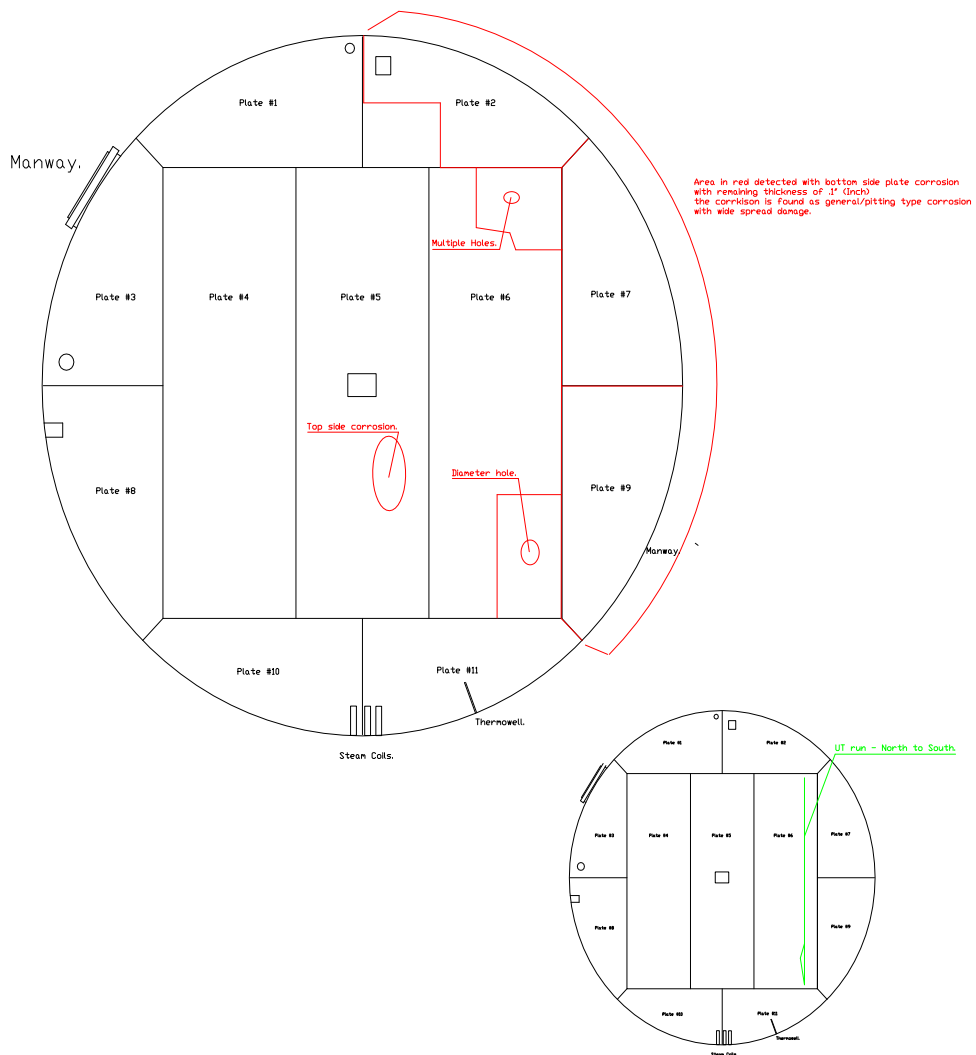 Plate #1
Plate #2
Manway.
Area in red detected with bottom side plate corrosion
with remaining thickness of .1" (Inch)
the corrkison is found as general/pitting type corrosion
with wide spread damage.
Multiple Holes.
Plate #3
Plate #4
Plate #5
Plate #6
Plate #7
Top side corrosion.
Diameter hole.
Plate #8
Plate #9
Manway.
Plate #10
Plate #11
Thermowell.
Steam Coils.
UT run - North to South.
Plate #1
Plate #2
Plate #3
Plate #4
Plate #5
Plate #6
Plate #7
Plate #8
Plate #9
Plate #10
Plate #11
Thermowell.
Steam Coils.